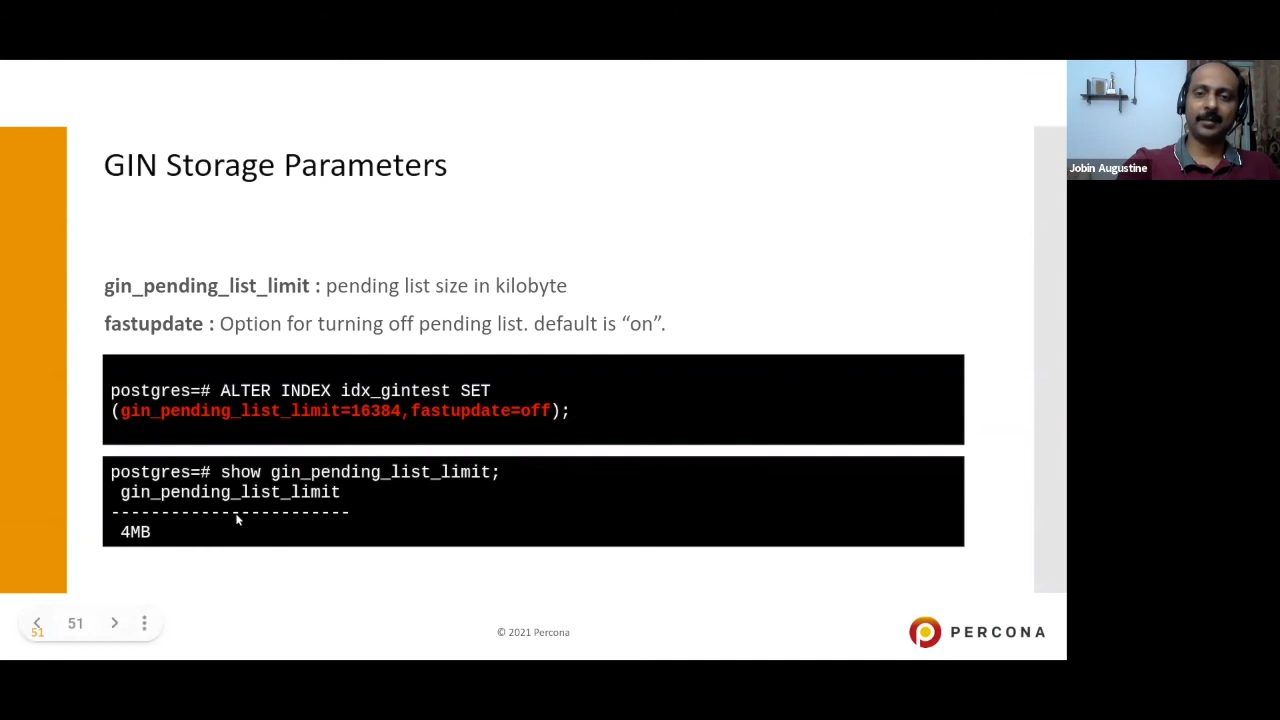 GIN Storage Parameters
Jobin Augustine
gin_pending_list_limit : pending list size in kilobyte
fastupdate : Option for turning off pending list. default is “on”.
postgres=# ALTER INDEX idx_gintest SET
(gin_pending_list_limit=16384,fastupdate=off);
postgres=# show gin_pending_list_limit;
gin_pending_list_limit
------------------------
4MB
51
51
© 2021 Percona
PERCONA